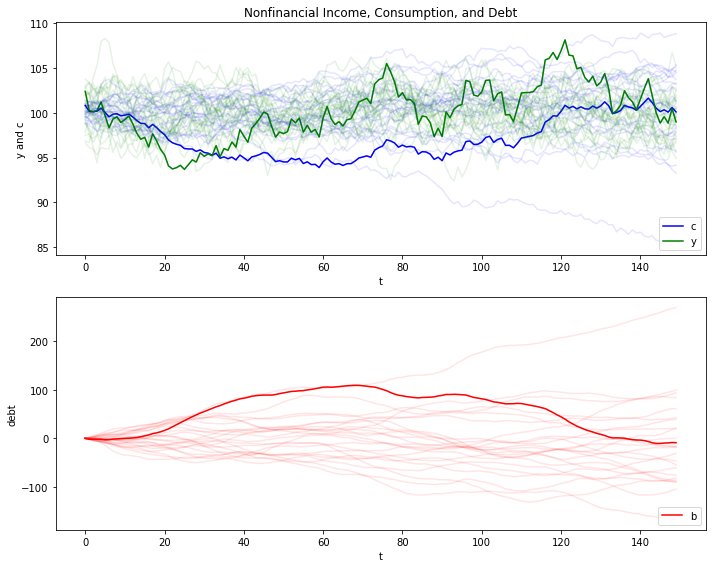 Nonfinancial Income, Consumption, and Debt
110
105
100
95
90
85
y and c
c
y
0 20 40 60 80 100 120 140
t
200
100
0
−100
debt
b
0 20 40 60 80 100 120 140
t